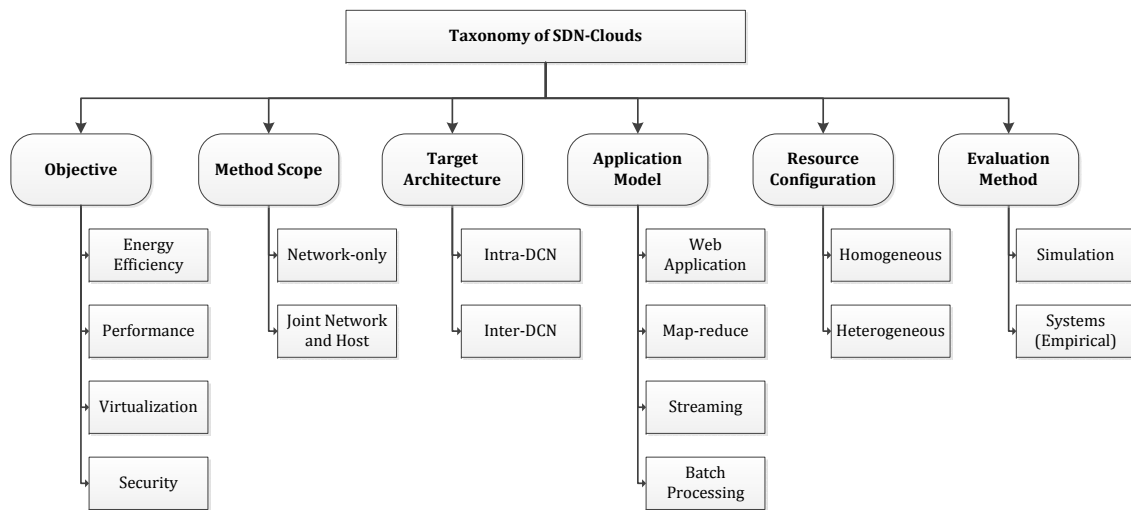 Taxonomy of SDN-Clouds
Objective
Method Scope
Target
Architecture
Application
Model
Resource
Configuration
Evaluation
Method
Energy
Efficiency
Performance
Virtualization
Security
Network-only
Joint Network
and Host
Intra-DCN
Inter-DCN
Web
Application
Map-reduce
Streaming
Batch
Processing
Homogeneous
Heterogeneous
Simulation
Systems
(Empirical)